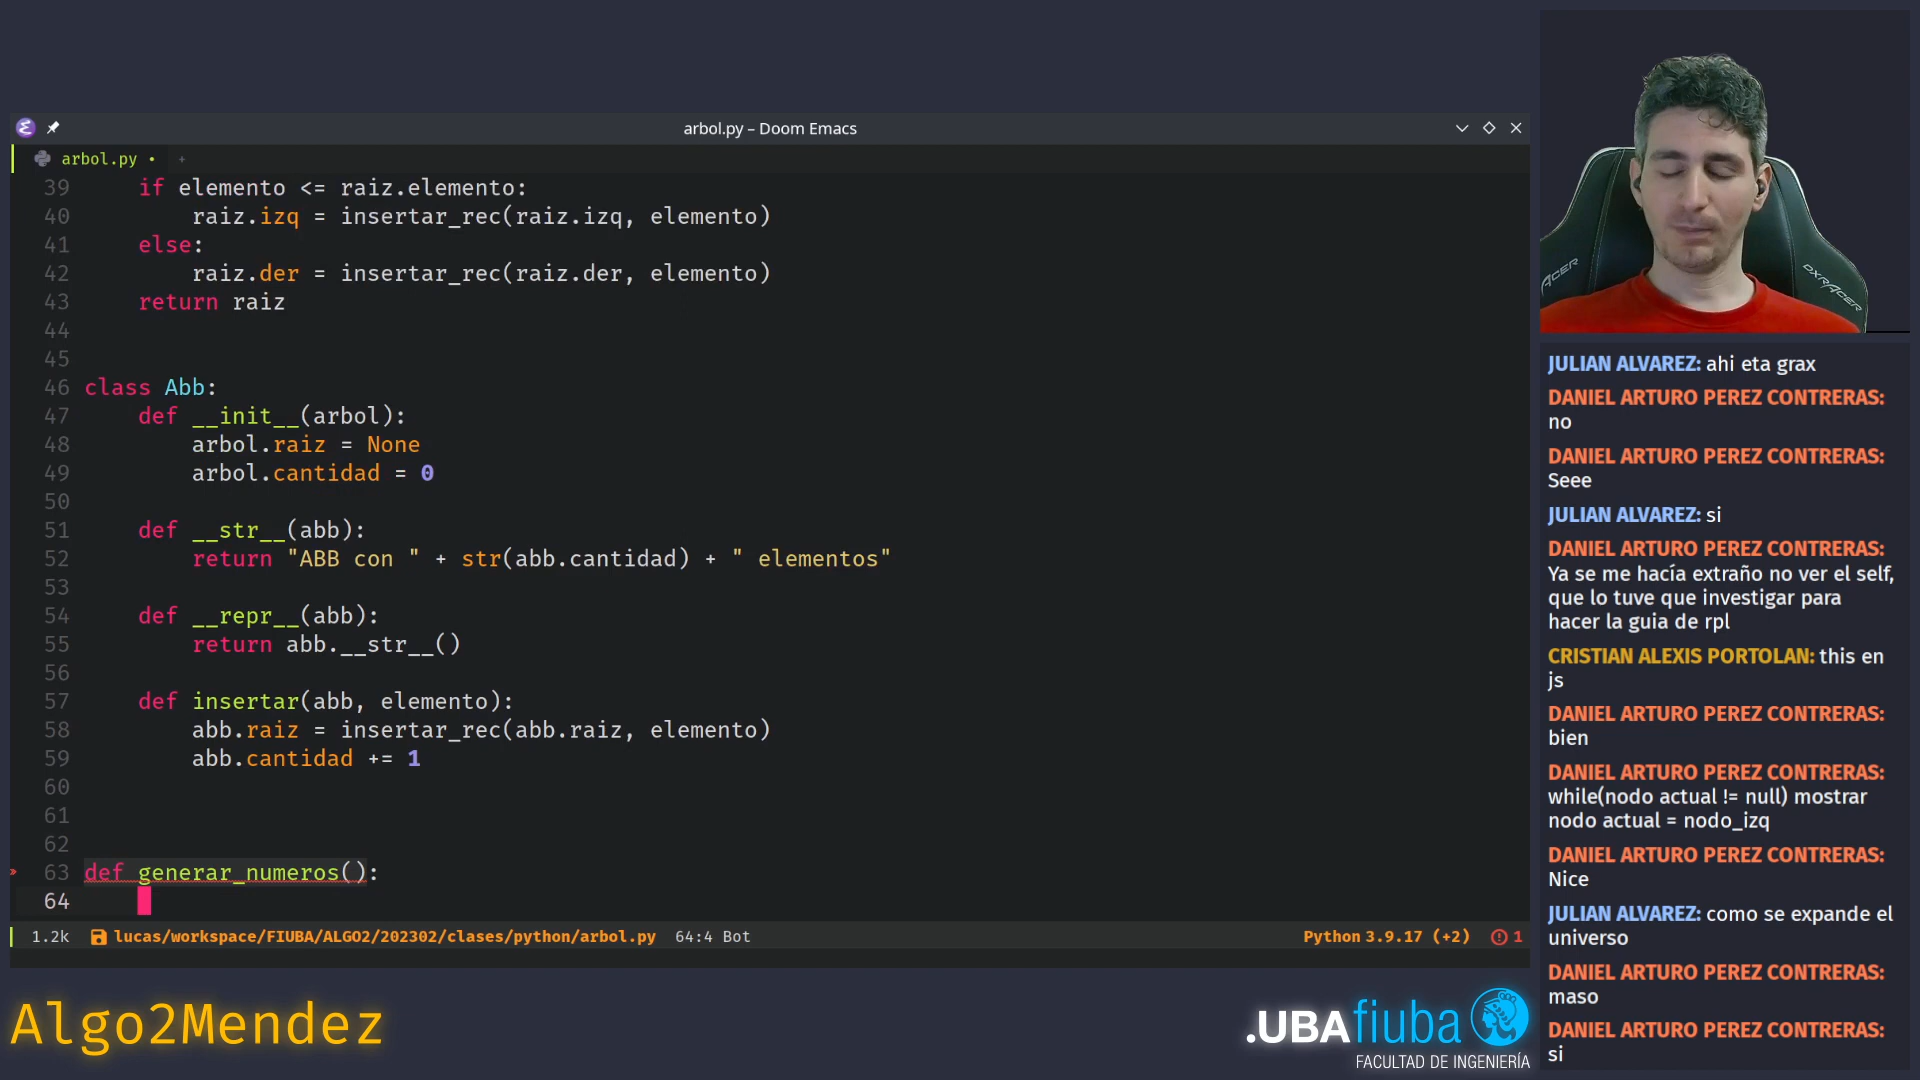 arbol.py – Doom Emacs
arbol.py • +
39 if elemento <= raiz.elemento:
40 raiz.izq = insertar_rec(raiz.izq, elemento)
41 else:
42 raiz.der = insertar_rec(raiz.der, elemento)
43 return raiz
44
45
46 class Abb:
47 def __init__(arbol):
48 arbol.raiz = None
49 arbol.cantidad = 0
50
51 def __str__(abb):
52 return "ABB con " + str(abb.cantidad) + " elementos"
53
54 def __repr__(abb):
55 return abb.__str__()
56
57 def insertar(abb, elemento):
58 abb.raiz = insertar_rec(abb.raiz, elemento)
59 abb.cantidad += 1
60
61
62
63 def generar_numeros():
64
1.2k lucas/workspace/FIUBA/ALGO2/202302/clases/python/arbol.py 64:4 Bot Python 3.9.17 (+2) 1
Algo2Mendez
.UBAfiuba
FACULTAD DE INGENIERÍA
ACER
DXRACER
JULIAN ALVAREZ: ahi eta grax
DANIEL ARTURO PEREZ CONTRERAS:
no
DANIEL ARTURO PEREZ CONTRERAS:
Seee
JULIAN ALVAREZ: si
DANIEL ARTURO PEREZ CONTRERAS:
Ya se me hacía extraño no ver el self,
que lo tuve que investigar para
hacer la guia de rpl
CRISTIAN ALEXIS PORTOLAN: this en
js
DANIEL ARTURO PEREZ CONTRERAS:
bien
DANIEL ARTURO PEREZ CONTRERAS:
while(nodo actual != null) mostrar
nodo actual = nodo_izq
DANIEL ARTURO PEREZ CONTRERAS:
Nice
JULIAN ALVAREZ: como se expande el
universo
DANIEL ARTURO PEREZ CONTRERAS:
maso
DANIEL ARTURO PEREZ CONTRERAS:
si